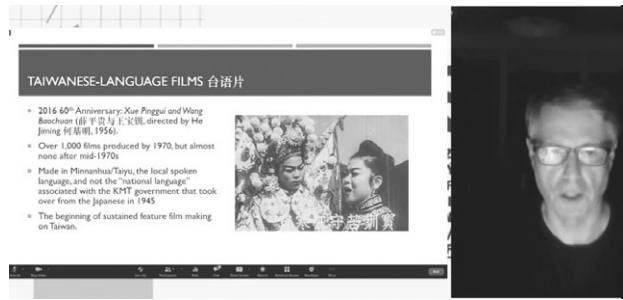 TAIWANESE-LANGUAGE FILMS 台语片
2016 60th Anniversary: Xue Pinggui and Wang
Baochuan (薛平贵与王宝钏, directed by He
Jiming 何基明, 1956).
Over 1,000 films produced by 1970, but almost
none after mid-1970s
Made in Minnanhua/Taiyu, the local spoken
language, and not the "national language"
associated with the KMT government that took
over from the Japanese in 1945
The beginning of sustained feature film making
on Taiwan.